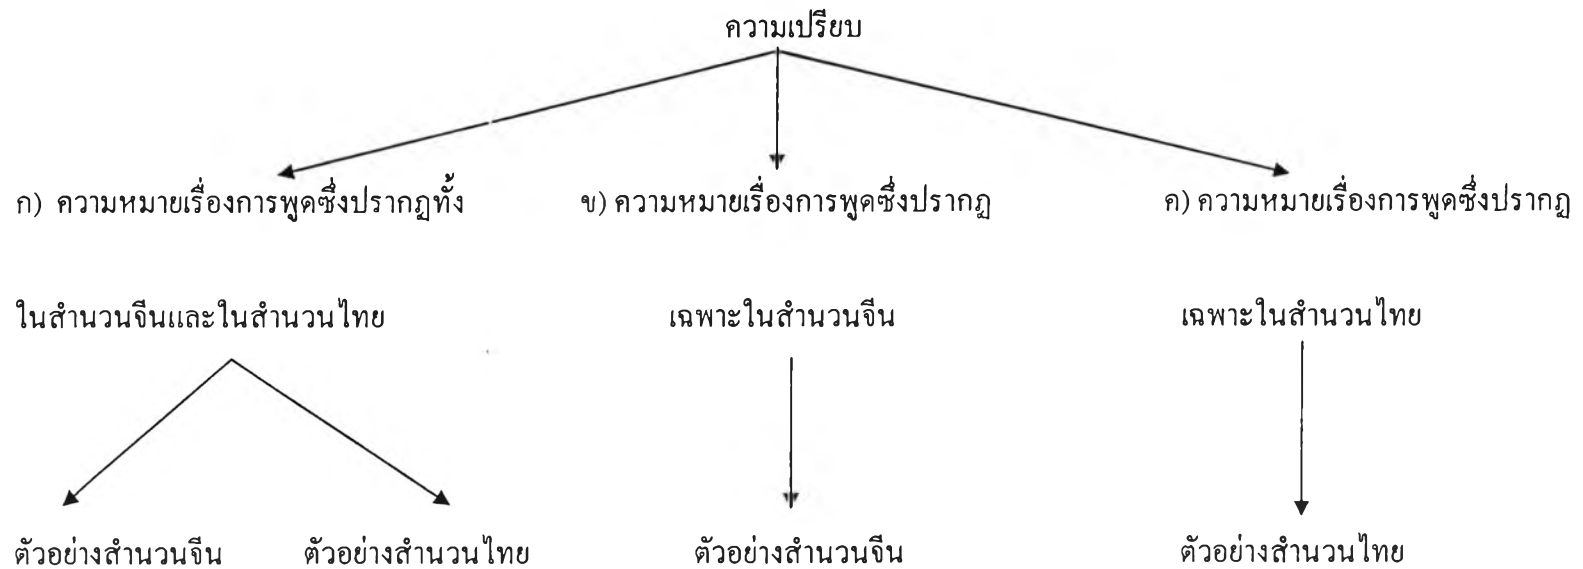 ความเปรียบ
ก) ความหมายเรื่องการพูดซึ่งปรากฏทั้ง
ในสำนวนจีนและในสำนวนไทย
ข) ความหมายเรื่องการพูดซึ่งปรากฏ
เฉพาะในสำนวนจีน
ค) ความหมายเรื่องการพูดซึ่งปรากฏ
เฉพาะในสำนวนไทย
ตัวอย่างสำนวนจีน
ตัวอย่างสำนวนไทย
ตัวอย่างสำนวนจีน
ตัวอย่างสำนวนไทย